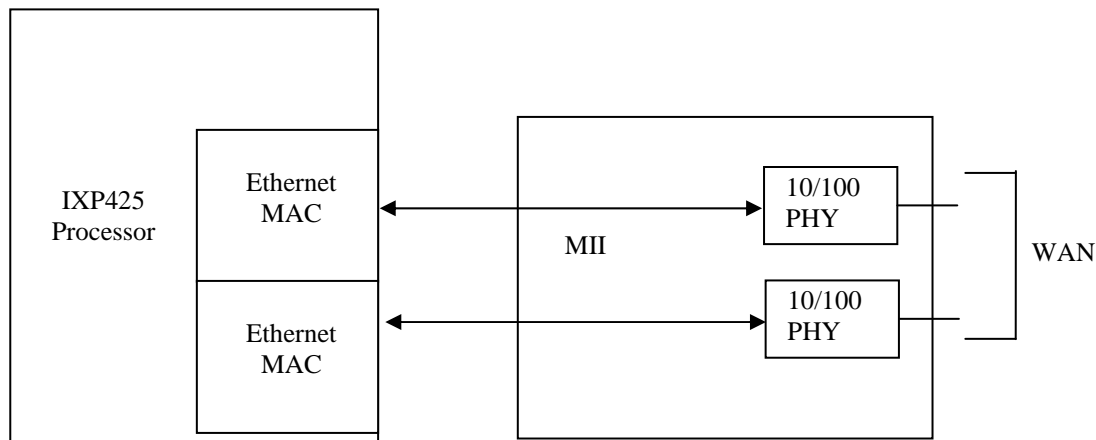 IXP425
Processor
Ethernet
MAC
Ethernet
MAC
MII
10/100
PHY
10/100
PHY
WAN